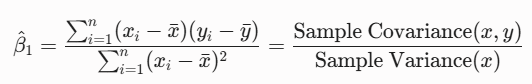 β̂₁ = ∑ⁿᵢ₌₁(xᵢ − x̄)(yᵢ − ȳ) / ∑ⁿᵢ₌₁(xᵢ − x̄)² = Sample Covariance(x, y) / Sample Variance(x)